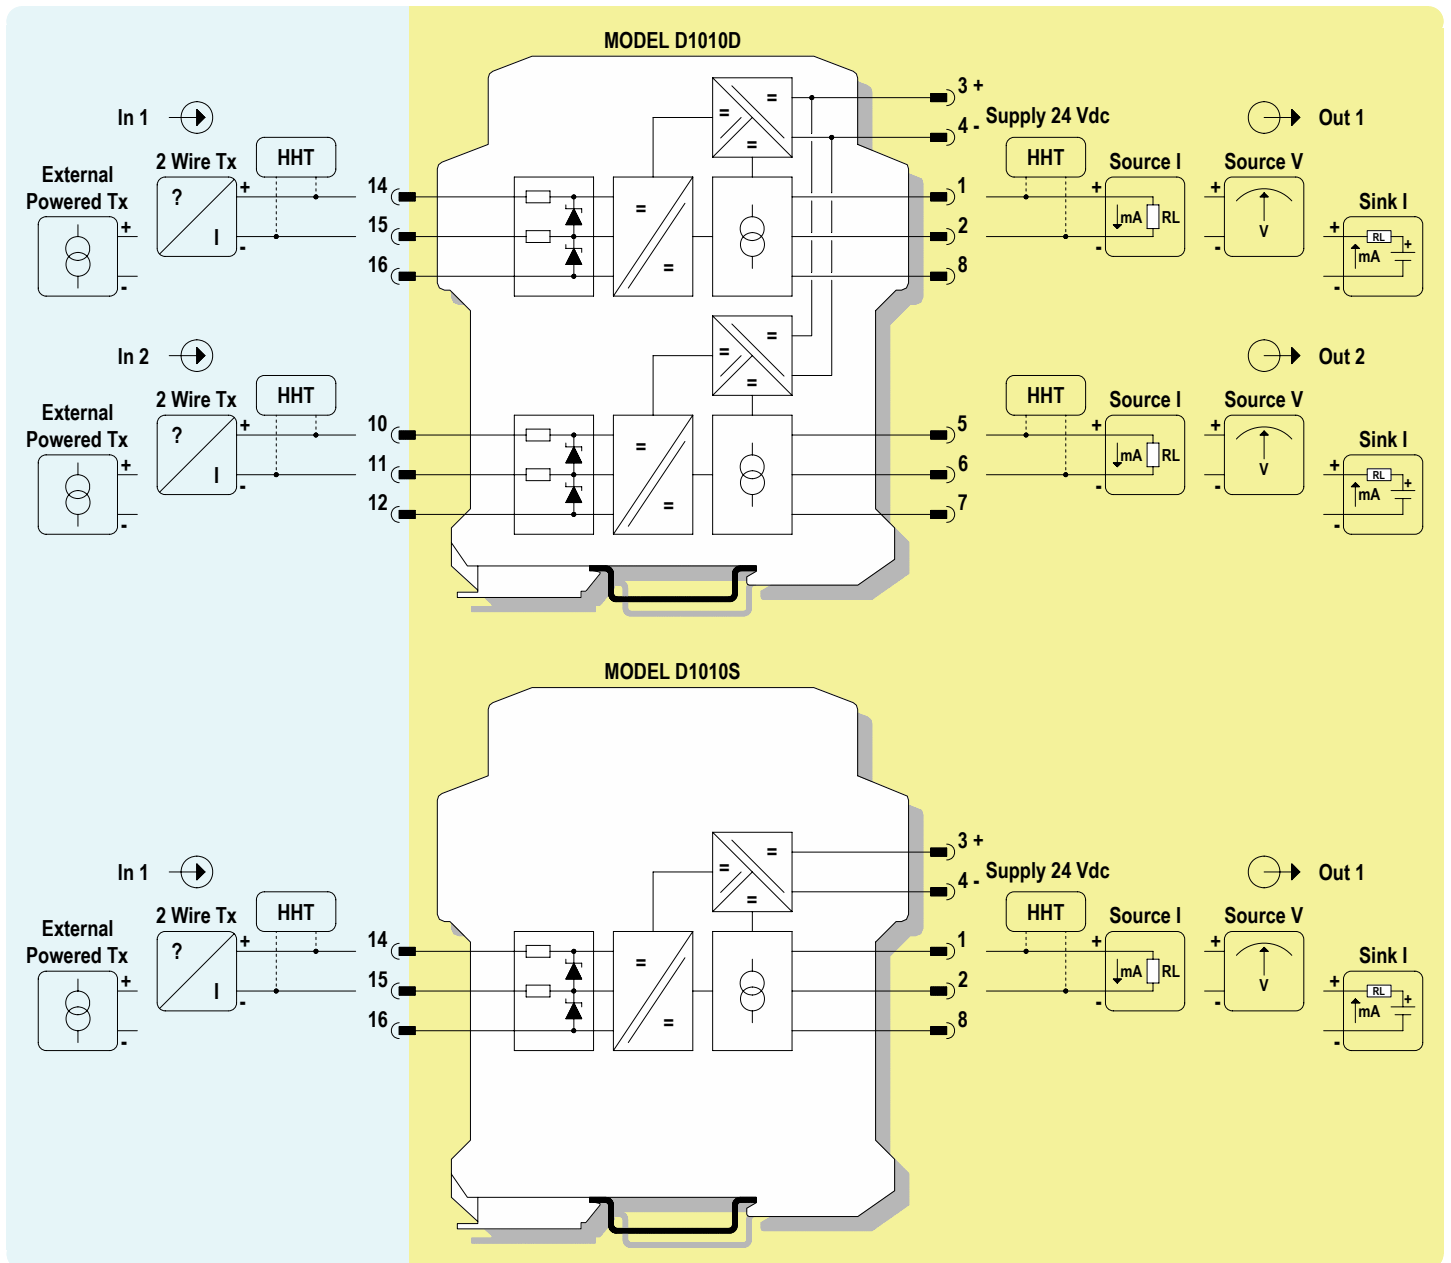 MODEL D1010D
3 +
In 1
Out 1
4 -
Supply 24 Vdc
HHT
HHT
2 Wire Tx
Source I
Source V
External
Powered Tx
?
I
+
-
+
-
14
15
16
=
=
=
=
=
1
2
8
+
-
mA
RL
+
-
V
Sink I
+
-
RL
mA
+
In 2
Out 2
HHT
HHT
2 Wire Tx
Source I
Source V
External
Powered Tx
?
I
+
-
+
-
10
11
12
=
=
=
=
=
5
6
7
+
-
mA
RL
+
-
V
Sink I
+
-
RL
mA
+
MODEL D1010S
3 +
In 1
Out 1
4 -
Supply 24 Vdc
HHT
HHT
2 Wire Tx
Source I
Source V
External
Powered Tx
?
I
+
-
+
-
14
15
16
=
=
=
=
=
1
2
8
+
-
mA
RL
+
-
V
Sink I
+
-
RL
mA
+